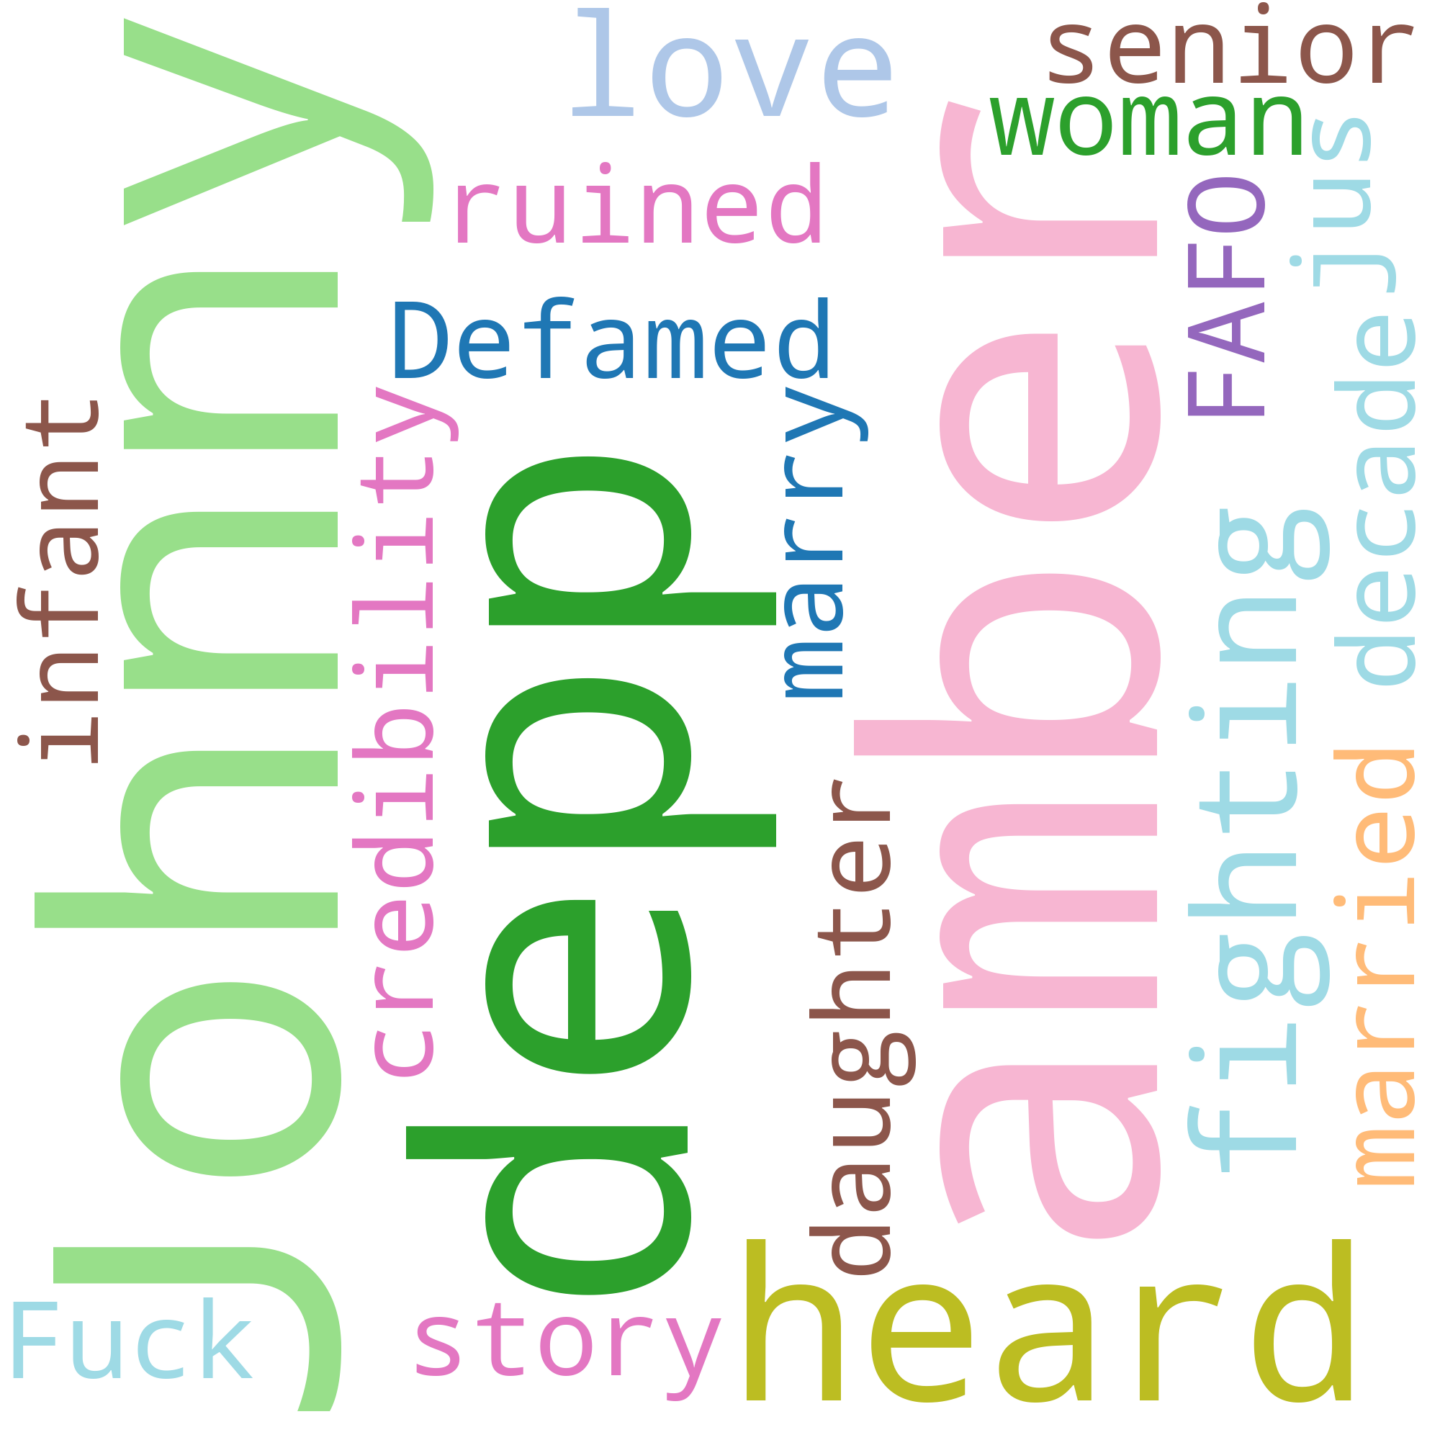 love
senior
woman
jus
ruined
FAFO
Defamed
Johnny
infant
credibility
depp
marry
amber
decade
fighting
daughter
married
heard
Fuck
story